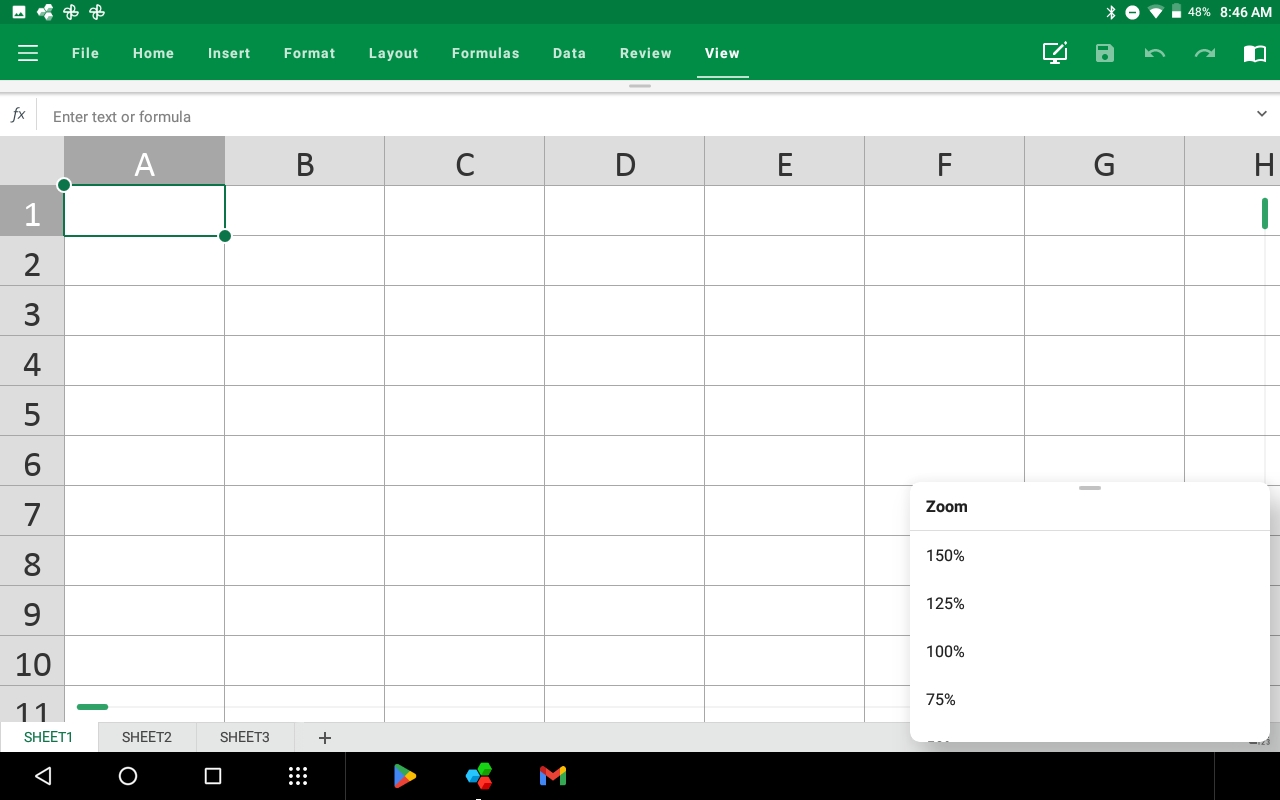 48% 8:46 AM
File Home Insert Format Layout Formulas Data Review View
fx Enter text or formula
A B C D E F G H
1
2
3
4
5
6
7
8
9
10
11
Zoom
150%
125%
100%
75%
SHEET1 SHEET2 SHEET3 +